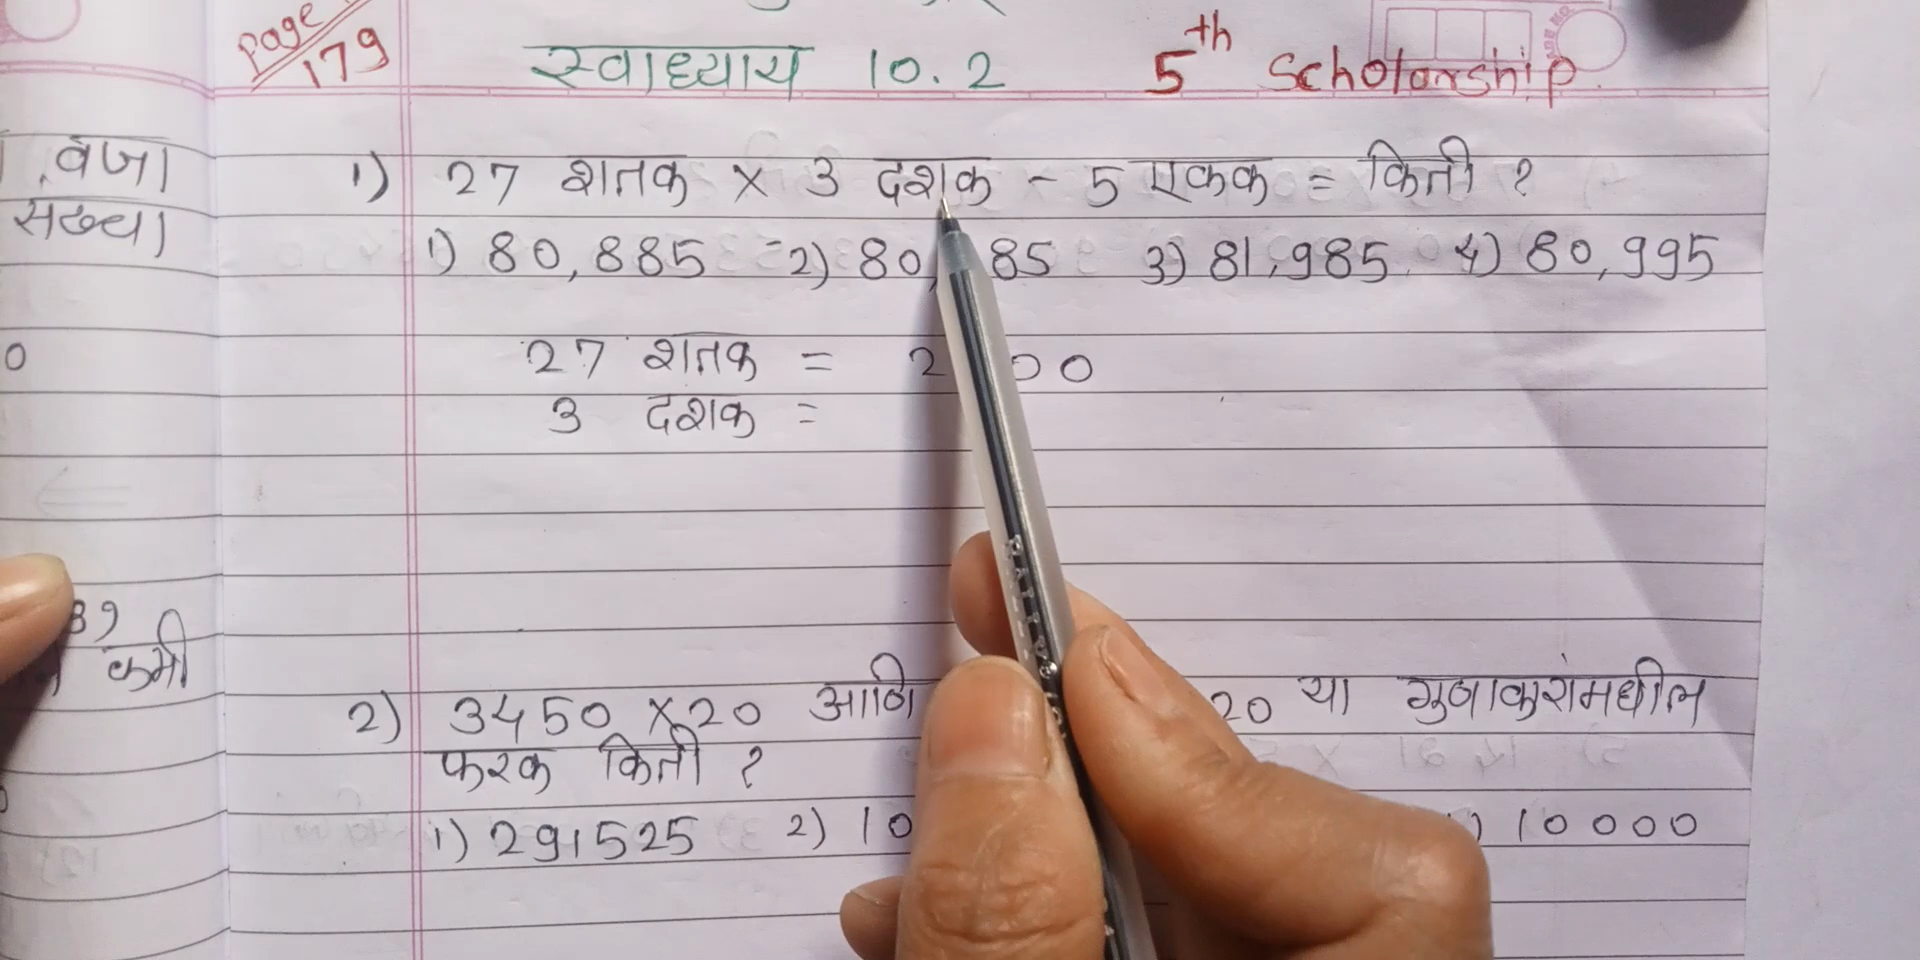 Page 179
स्वाध्याय 10.2 5th Scholarship
1) 27 शतक × 3 दशक - 5 एकक = किती ?
1) 80,885 2) 80, 85 3) 81,985 4) 80,995
27 शतक = 2 00
3 दशक =
2) 3450 × 20 आणि 20 या गुणाकारांमधील
फरक किती ?
1) 291525 2) 10 ) 10000
वजा
संख्या
0
कमी